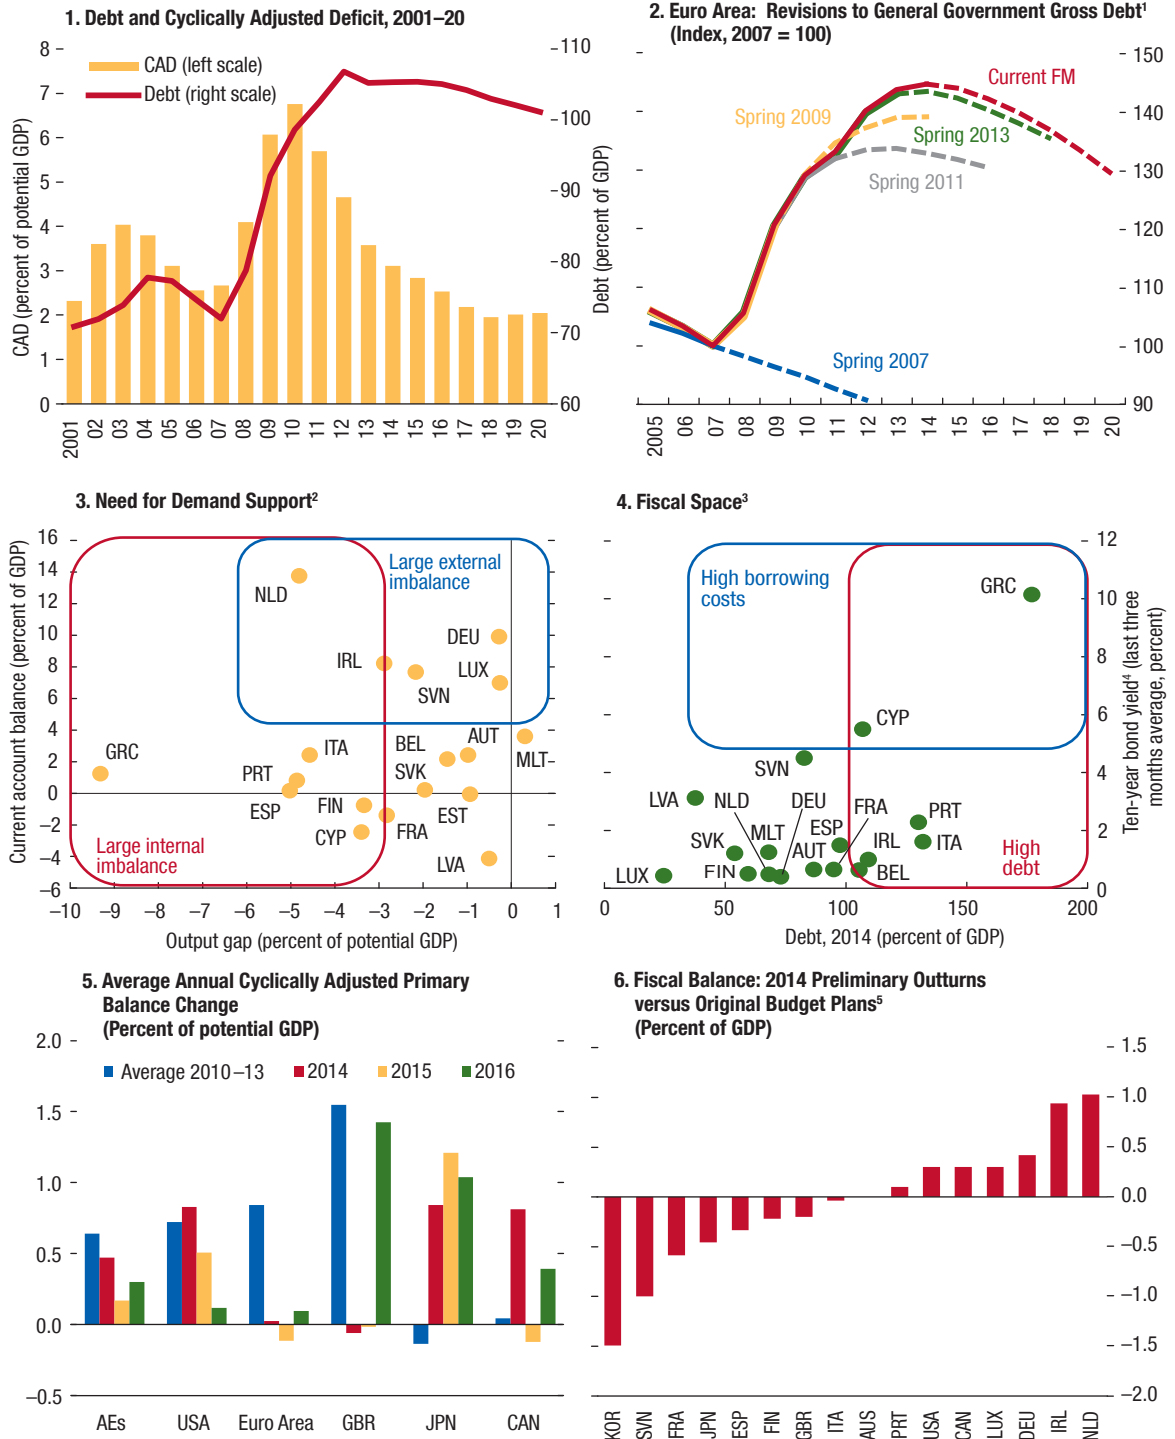 1. Debt and Cyclically Adjusted Deficit, 2001–20
CAD (left scale)
Debt (right scale)
CAD (percent of potential GDP)
8
7
6
5
4
3
2
1
0
110
100
90
80
70
60
Debt (percent of GDP)
2001 02 03 04 05 06 07 08 09 10 11 12 13 14 15 16 17 18 19 20
2. Euro Area: Revisions to General Government Gross Debt¹
(Index, 2007 = 100)
Current FM
Spring 2009
Spring 2013
Spring 2011
Spring 2007
150
140
130
120
110
100
90
2005 06 07 08 09 10 11 12 13 14 15 16 17 18 19 20
3. Need for Demand Support²
Current account balance (percent of GDP)
16
14
12
10
8
6
4
2
0
–2
–4
–6
Large external
imbalance
NLD
DEU
IRL
LUX
SVN
GRC
ITA
BEL
AUT
MLT
PRT
SVK
ESP
FIN
EST
CYP
FRA
LVA
Large internal
imbalance
–10 –9 –8 –7 –6 –5 –4 –3 –2 –1 0 1
Output gap (percent of potential GDP)
4. Fiscal Space³
High borrowing
costs
GRC
CYP
SVN
LVA
NLD
DEU
FRA
PRT
SVK
MLT
ESP
IRL
ITA
AUT
LUX
FIN
BEL
High
debt
12
10
8
6
4
2
0
Ten-year bond yield⁴ (last three
months average, percent)
0 50 100 150 200
Debt, 2014 (percent of GDP)
5. Average Annual Cyclically Adjusted Primary
Balance Change
(Percent of potential GDP)
Average 2010–13 2014 2015 2016
2.0
1.5
1.0
0.5
0.0
–0.5
AEs USA Euro Area GBR JPN CAN
6. Fiscal Balance: 2014 Preliminary Outturns
versus Original Budget Plans⁵
(Percent of GDP)
1.5
1.0
0.5
0.0
–0.5
–1.0
–1.5
–2.0
KOR SVN FRA JPN ESP FIN GBR ITA AUS PRT USA CAN LUX DEU IRL NLD